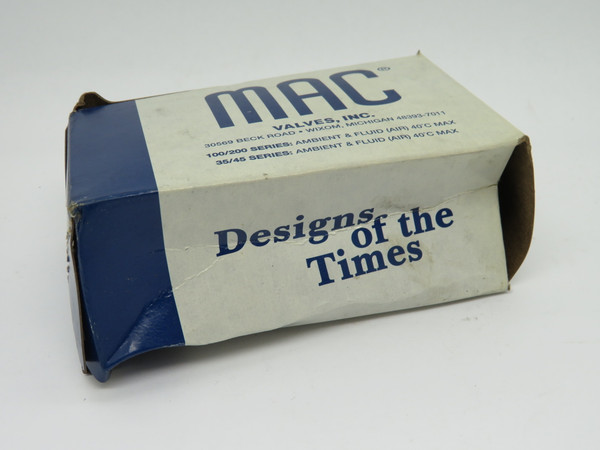 MAC®
VALVES, INC.
30569 BECK ROAD • WIXOM, MICHIGAN 48393-7011
100/200 SERIES: AMBIENT & FLUID (AIR) 40°C MAX
35/45 SERIES: AMBIENT & FLUID (AIR) 40°C MAX
Designs
of the
Times